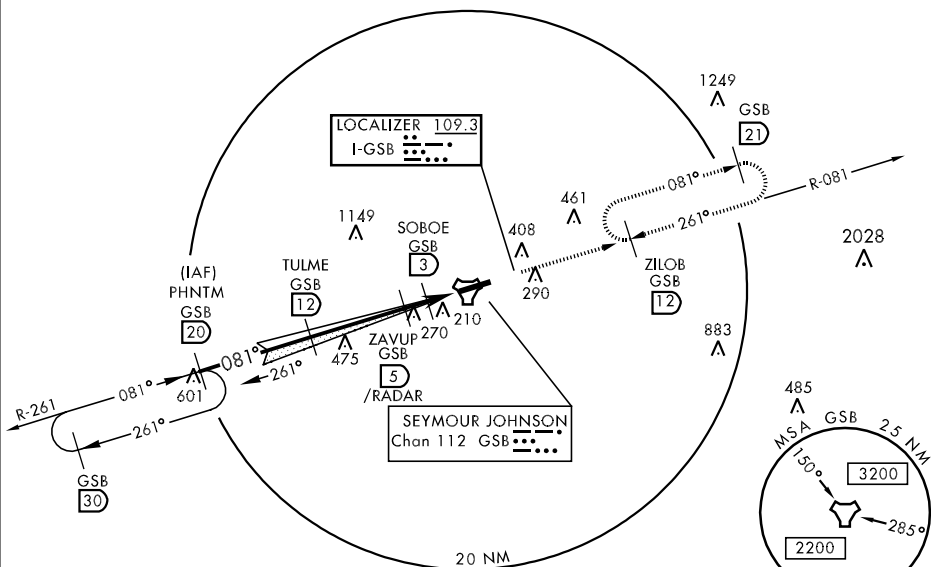 1249
GSB
21
LOCALIZER 109.3
I-GSB
081°
R-081
461
261°
1149
SOBOE
GSB
3
408
2028
(IAF)
PHNTM
GSB
20
TULME
GSB
12
290
ZILOB
GSB
12
270
210
883
081°
475
ZAVUP
GSB
5
/RADAR
261°
601
081°
R-261
261°
485
SEYMOUR JOHNSON
Chan 112 GSB
GSB
30
MSA GSB 25 NM
150°
3200
285°
2200
20 NM